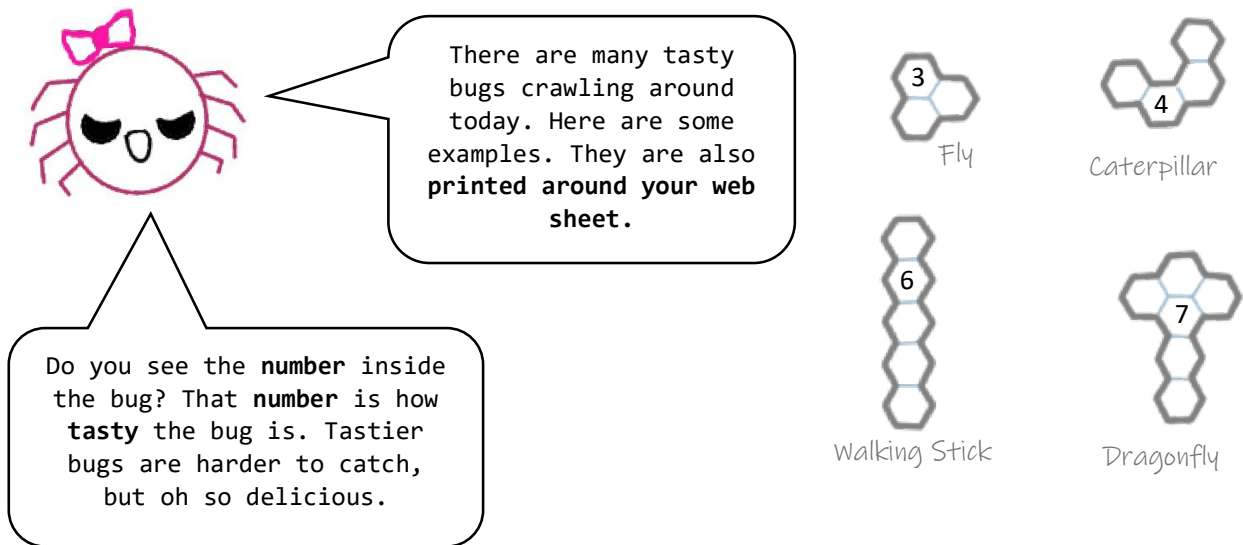 There are many tasty
bugs crawling around
today. Here are some
examples. They are also
printed around your web
sheet.
Do you see the number inside
the bug? That number is how
tasty the bug is. Tastier
bugs are harder to catch,
but oh so delicious.
3
Fly
4
Caterpillar
6
Walking Stick
7
Dragonfly